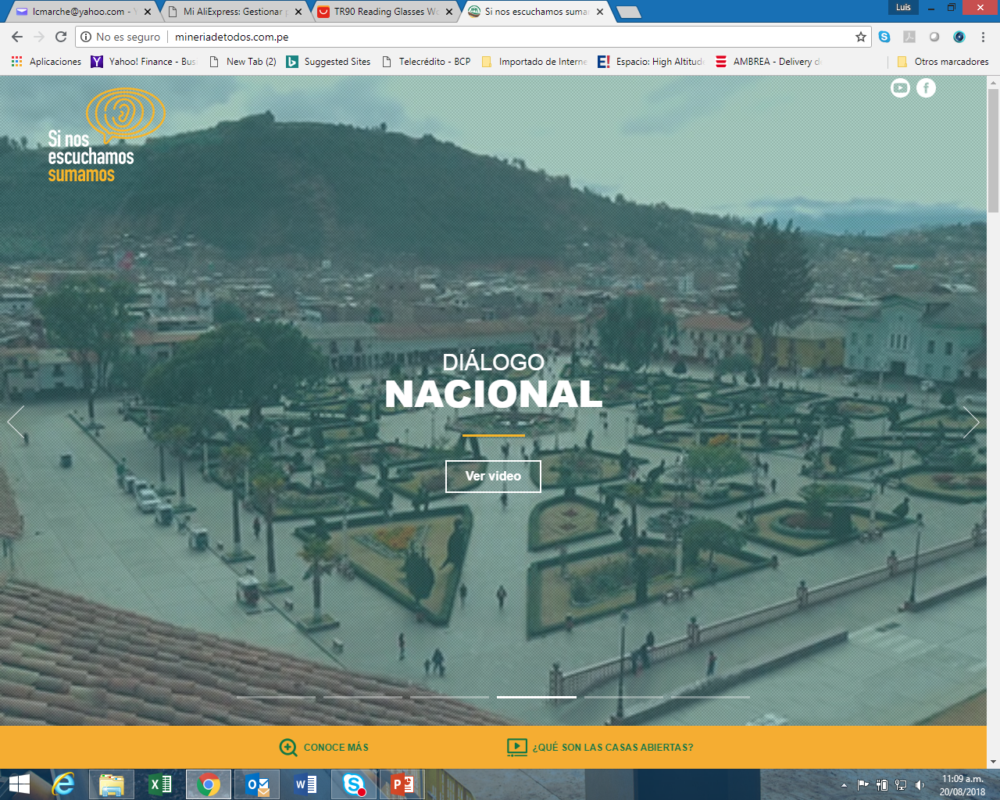 lcmarche@yahoo.com - Y
Mi AliExpress: Gestionar p
TR90 Reading Glasses Wo
Si nos escuchamos sumam
Luis
No es seguro
mineriadetodos.com.pe
Aplicaciones
Yahoo! Finance - Busi
New Tab (2)
Suggested Sites
Telecrédito - BCP
Importado de Interne
Espacio: High Altitud
AMBREA - Delivery d
Otros marcadores
Si nos
escuchamos
sumamos
DIÁLOGO
NACIONAL
Ver video
CONOCE MÁS
¿QUÉ SON LAS CASAS ABIERTAS?
11:09 a.m.
20/08/2018